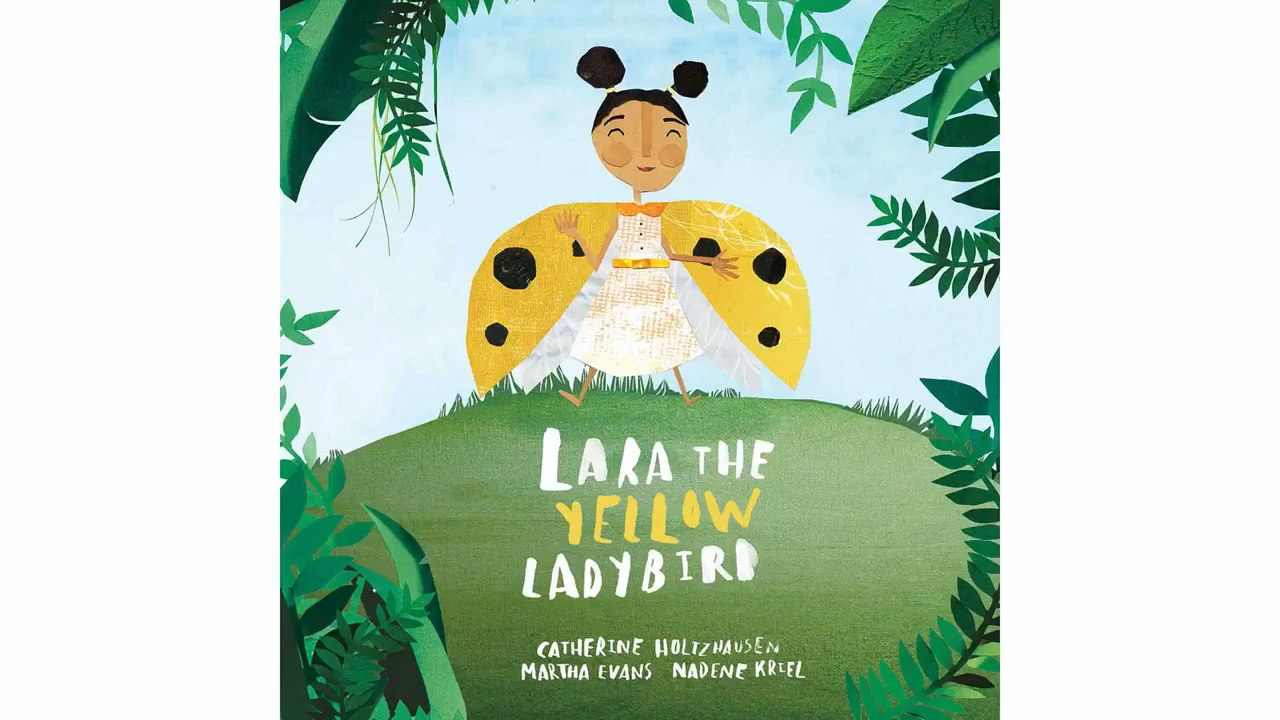 LARA THE
YELLOW
LADYBIRD
CATHERINE HOLTZHAUSEN
MARTHA EVANS NADENE KRIEL